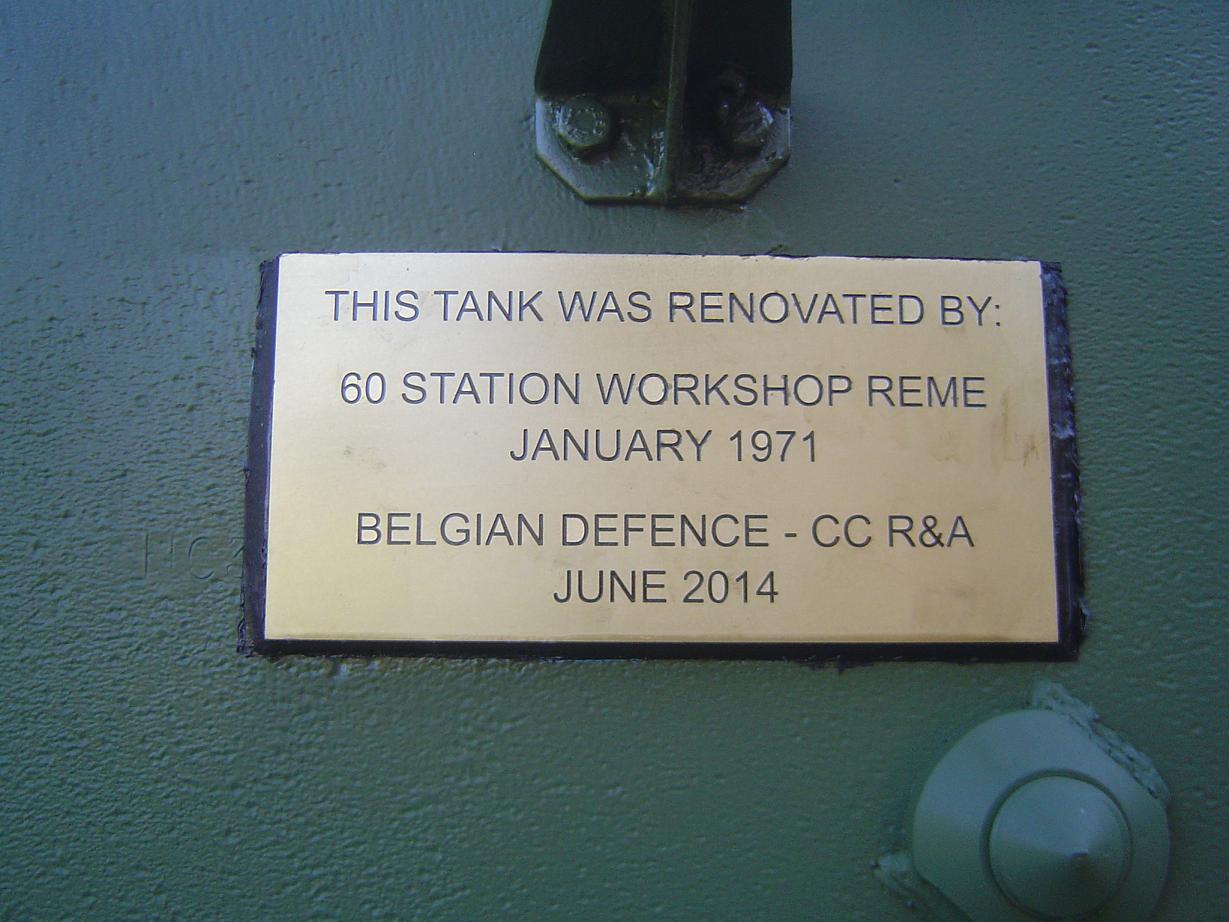 THIS TANK WAS RENOVATED BY:
60 STATION WORKSHOP REME
JANUARY 1971
BELGIAN DEFENCE - CC R&A
JUNE 2014